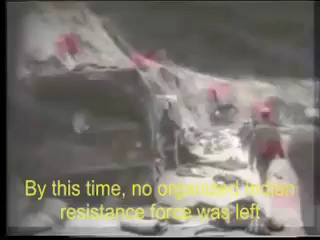 By this time, no organized Indian
resistance force was left